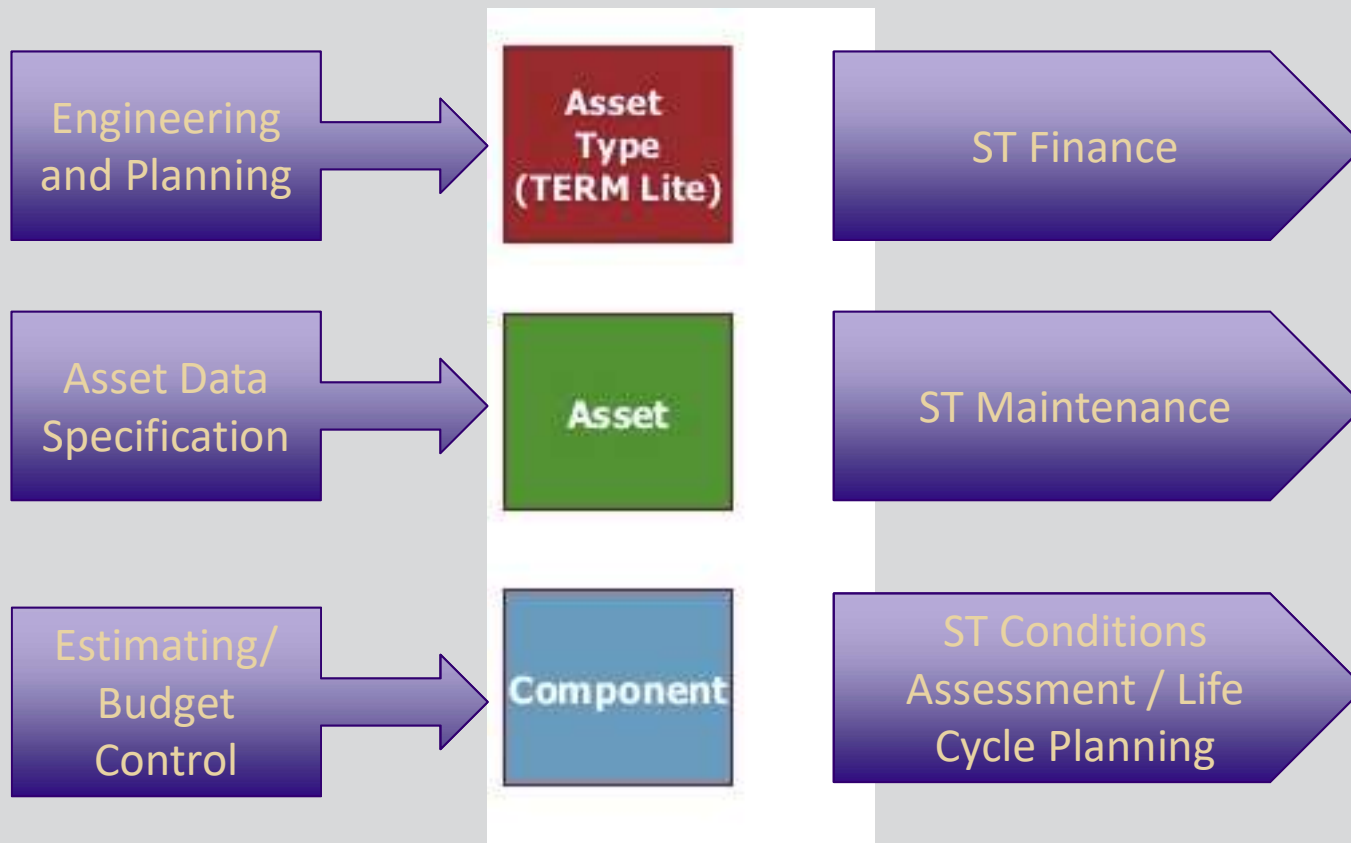 Engineering
and Planning
Asset
Type
(TERM Lite)
ST Finance
Asset Data
Specification
Asset
ST Maintenance
Estimating/
Budget
Control
Component
ST Conditions
Assessment / Life
Cycle Planning